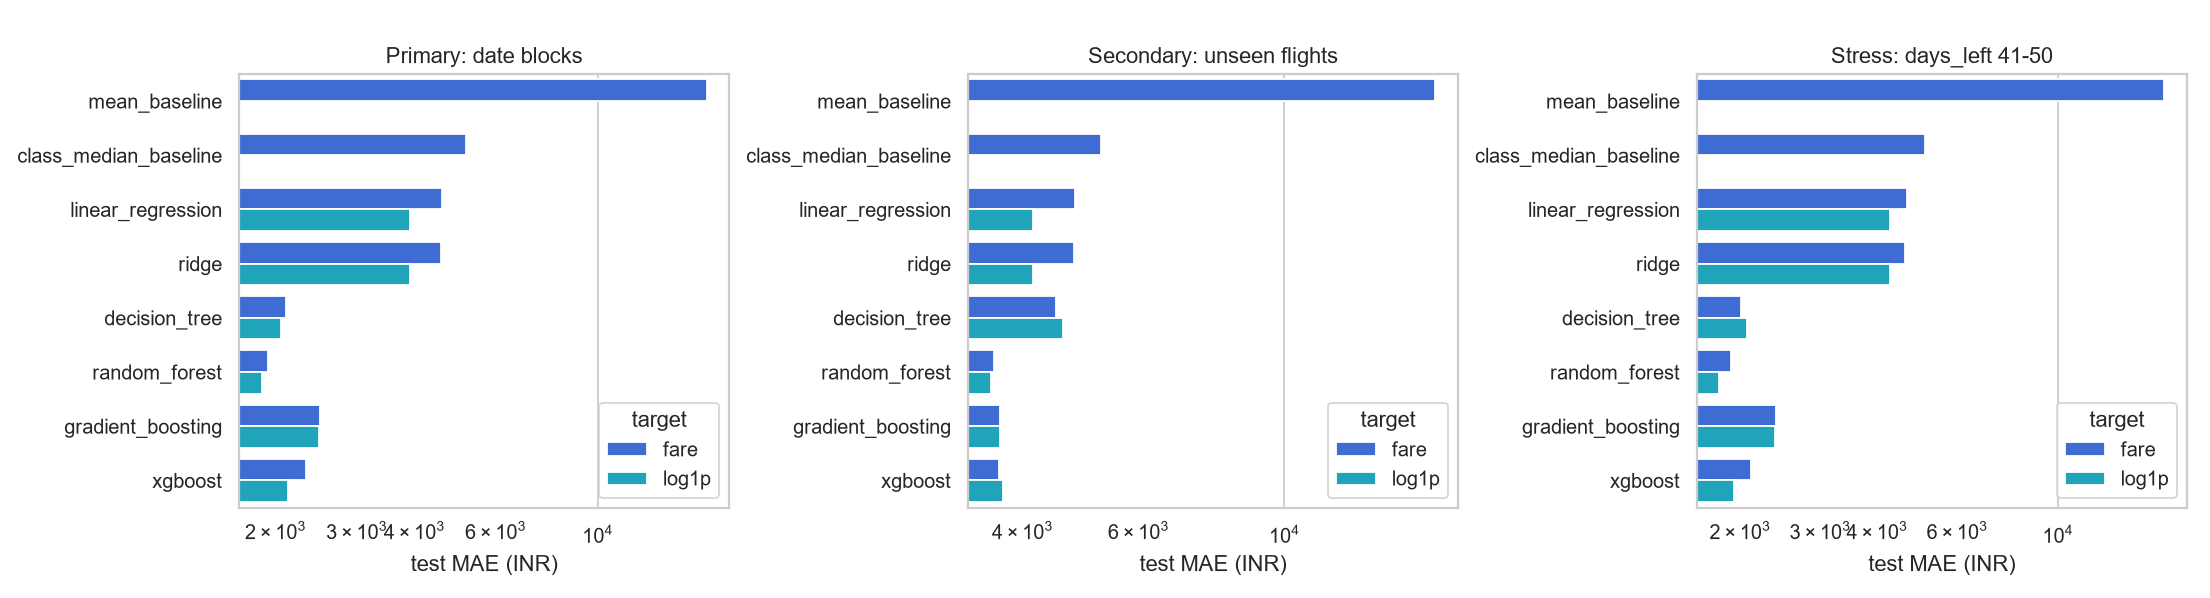 Primary: date blocks
mean_baseline
class_median_baseline
linear_regression
ridge
decision_tree
random_forest
gradient_boosting
xgboost
target
fare
log1p
2 × 10³
3 × 10³
4 × 10³
6 × 10³
10⁴
test MAE (INR)
Secondary: unseen flights
mean_baseline
class_median_baseline
linear_regression
ridge
decision_tree
random_forest
gradient_boosting
xgboost
target
fare
log1p
4 × 10³
6 × 10³
10⁴
test MAE (INR)
Stress: days_left 41-50
mean_baseline
class_median_baseline
linear_regression
ridge
decision_tree
random_forest
gradient_boosting
xgboost
target
fare
log1p
2 × 10³
3 × 10³
4 × 10³
6 × 10³
10⁴
test MAE (INR)